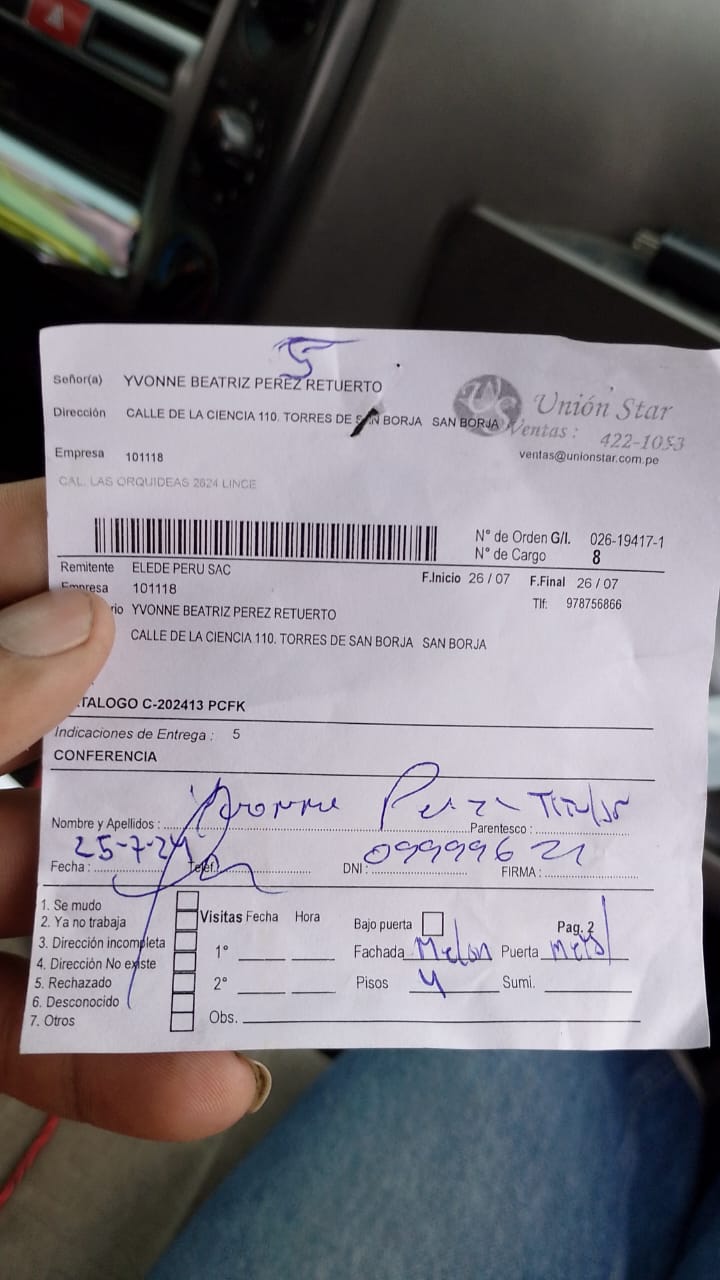 5
Señor(a) YVONNE BEATRIZ PEREZ RETUERTO
Dirección CALLE DE LA CIENCIA 110. TORRES DE SAN BORJA SAN BORJA
Unión Star
Ventas : 422-1053
ventas@unionstar.com.pe
Empresa 101118
CAL. LAS ORQUIDEAS 2624 LINCE
N° de Orden G/I. 026-19417-1
N° de Cargo 8
Remitente ELEDE PERU SAC
F.Inicio 26 / 07 F.Final 26 / 07
Empresa 101118
Tlf: 978756866
rio YVONNE BEATRIZ PEREZ RETUERTO
CALLE DE LA CIENCIA 110. TORRES DE SAN BORJA SAN BORJA
TALOGO C-202413 PCFK
Indicaciones de Entrega : 5
CONFERENCIA
Yvonne Perez Titular
Nombre y Apellidos : Parentesco :
25-7-24 09999621
Fecha : Telef. DNI : FIRMA :
1. Se mudo
2. Ya no trabaja
3. Dirección incompleta
4. Dirección No existe
5. Rechazado
6. Desconocido
7. Otros
Visitas Fecha Hora
1°
2°
Obs.
Bajo puerta Pag. 2
Fachada Melon Puerta
Pisos 4 Sumi.